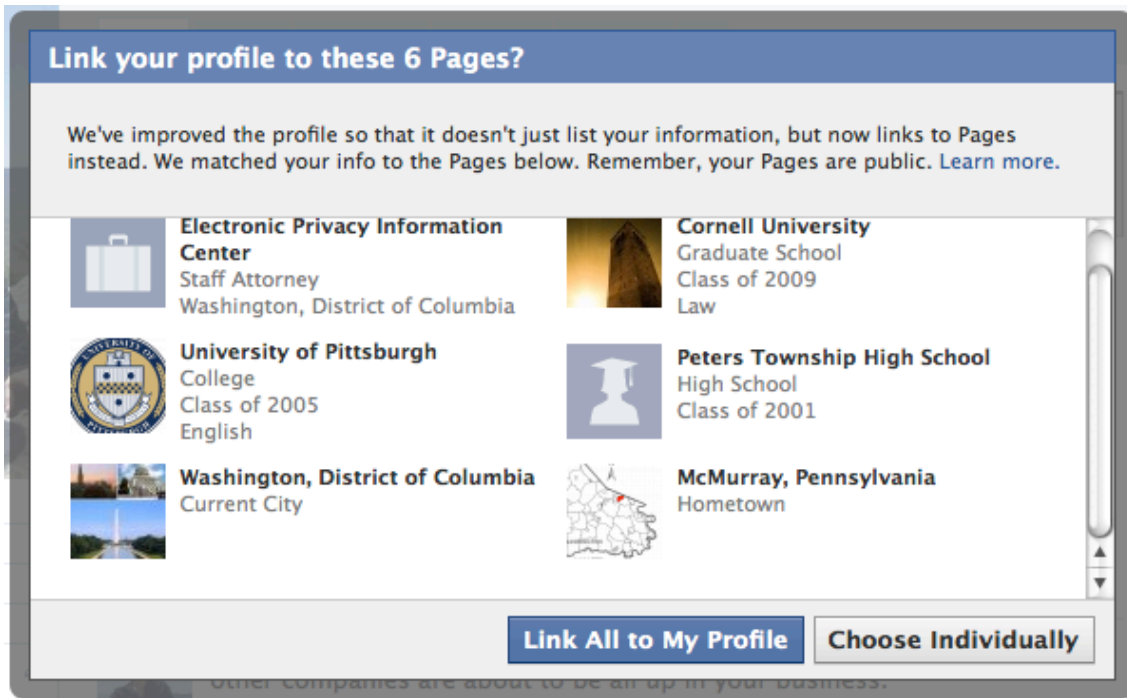 Link your profile to these 6 Pages?
We've improved the profile so that it doesn't just list your information, but now links to Pages
instead. We matched your info to the Pages below. Remember, your Pages are public. Learn more.
Electronic Privacy Information
Center
Staff Attorney
Washington, District of Columbia
Cornell University
Graduate School
Class of 2009
Law
University of Pittsburgh
College
Class of 2005
English
Peters Township High School
High School
Class of 2001
Washington, District of Columbia
Current City
McMurray, Pennsylvania
Hometown
Link All to My Profile
Choose Individually
other companies are about to be all up in your business.